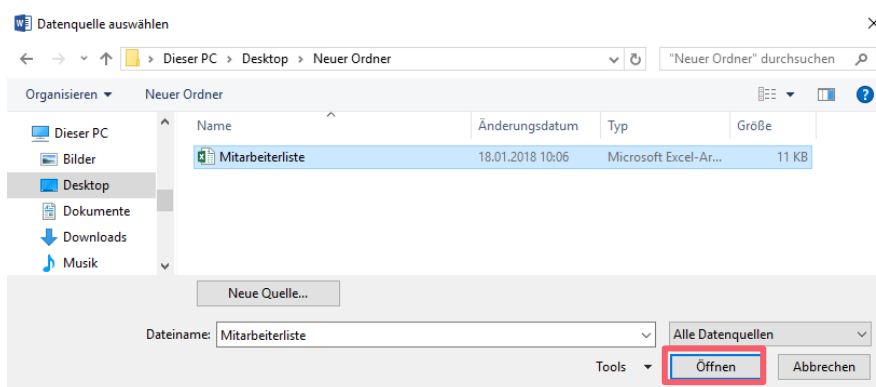 Datenquelle auswählen
Dieser PC > Desktop > Neuer Ordner
"Neuer Ordner" durchsuchen
Organisieren Neuer Ordner
Name Änderungsdatum Typ Größe
Mitarbeiterliste 18.01.2018 10:06 Microsoft Excel-Ar... 11 KB
Dieser PC
Bilder
Desktop
Dokumente
Downloads
Musik
Neue Quelle...
Dateiname: Mitarbeiterliste Alle Datenquellen
Tools Öffnen Abbrechen